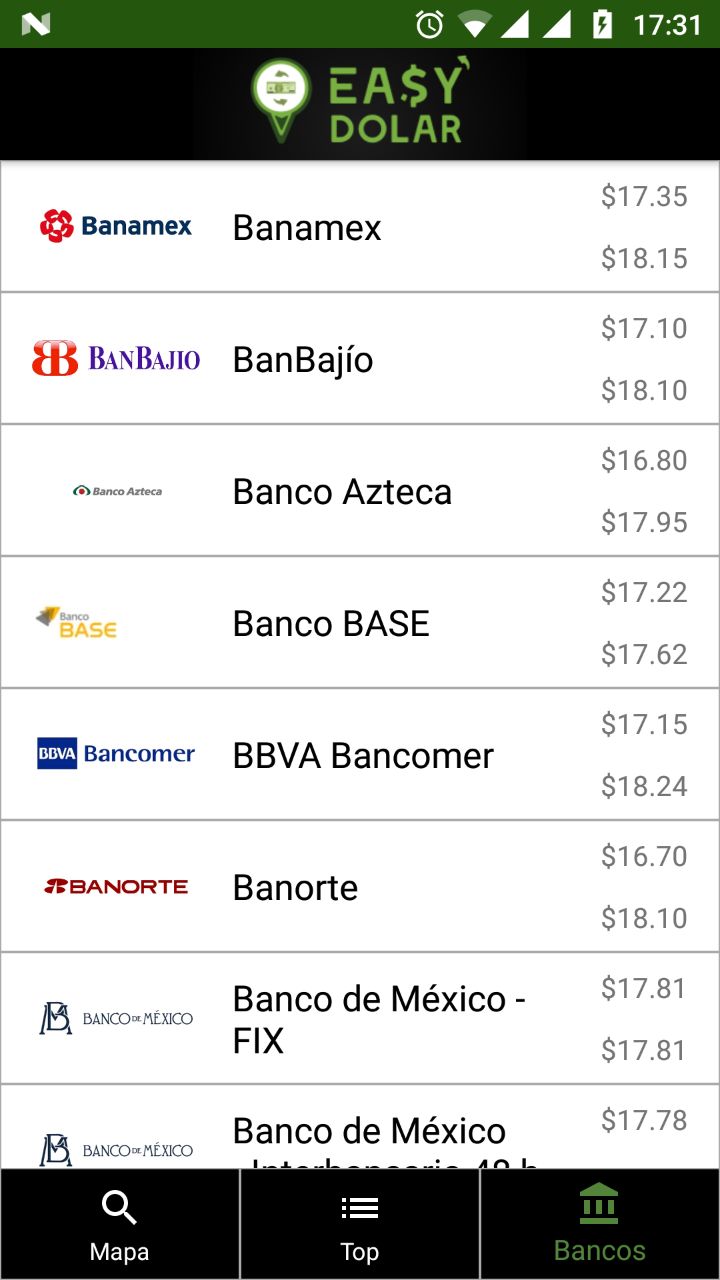 17:31
EA$Y
DOLAR
Banamex
Banamex
$17.35
$18.15
BANBAJIO
BanBajío
$17.10
$18.10
Banco Azteca
Banco Azteca
$16.80
$17.95
Banco
BASE
Banco BASE
$17.22
$17.62
BBVA Bancomer
BBVA Bancomer
$17.15
$18.24
BANORTE
Banorte
$16.70
$18.10
BANCO DE MÉXICO
Banco de México -
FIX
$17.81
$17.81
BANCO DE MÉXICO
Banco de México
$17.78
Mapa
Top
Bancos